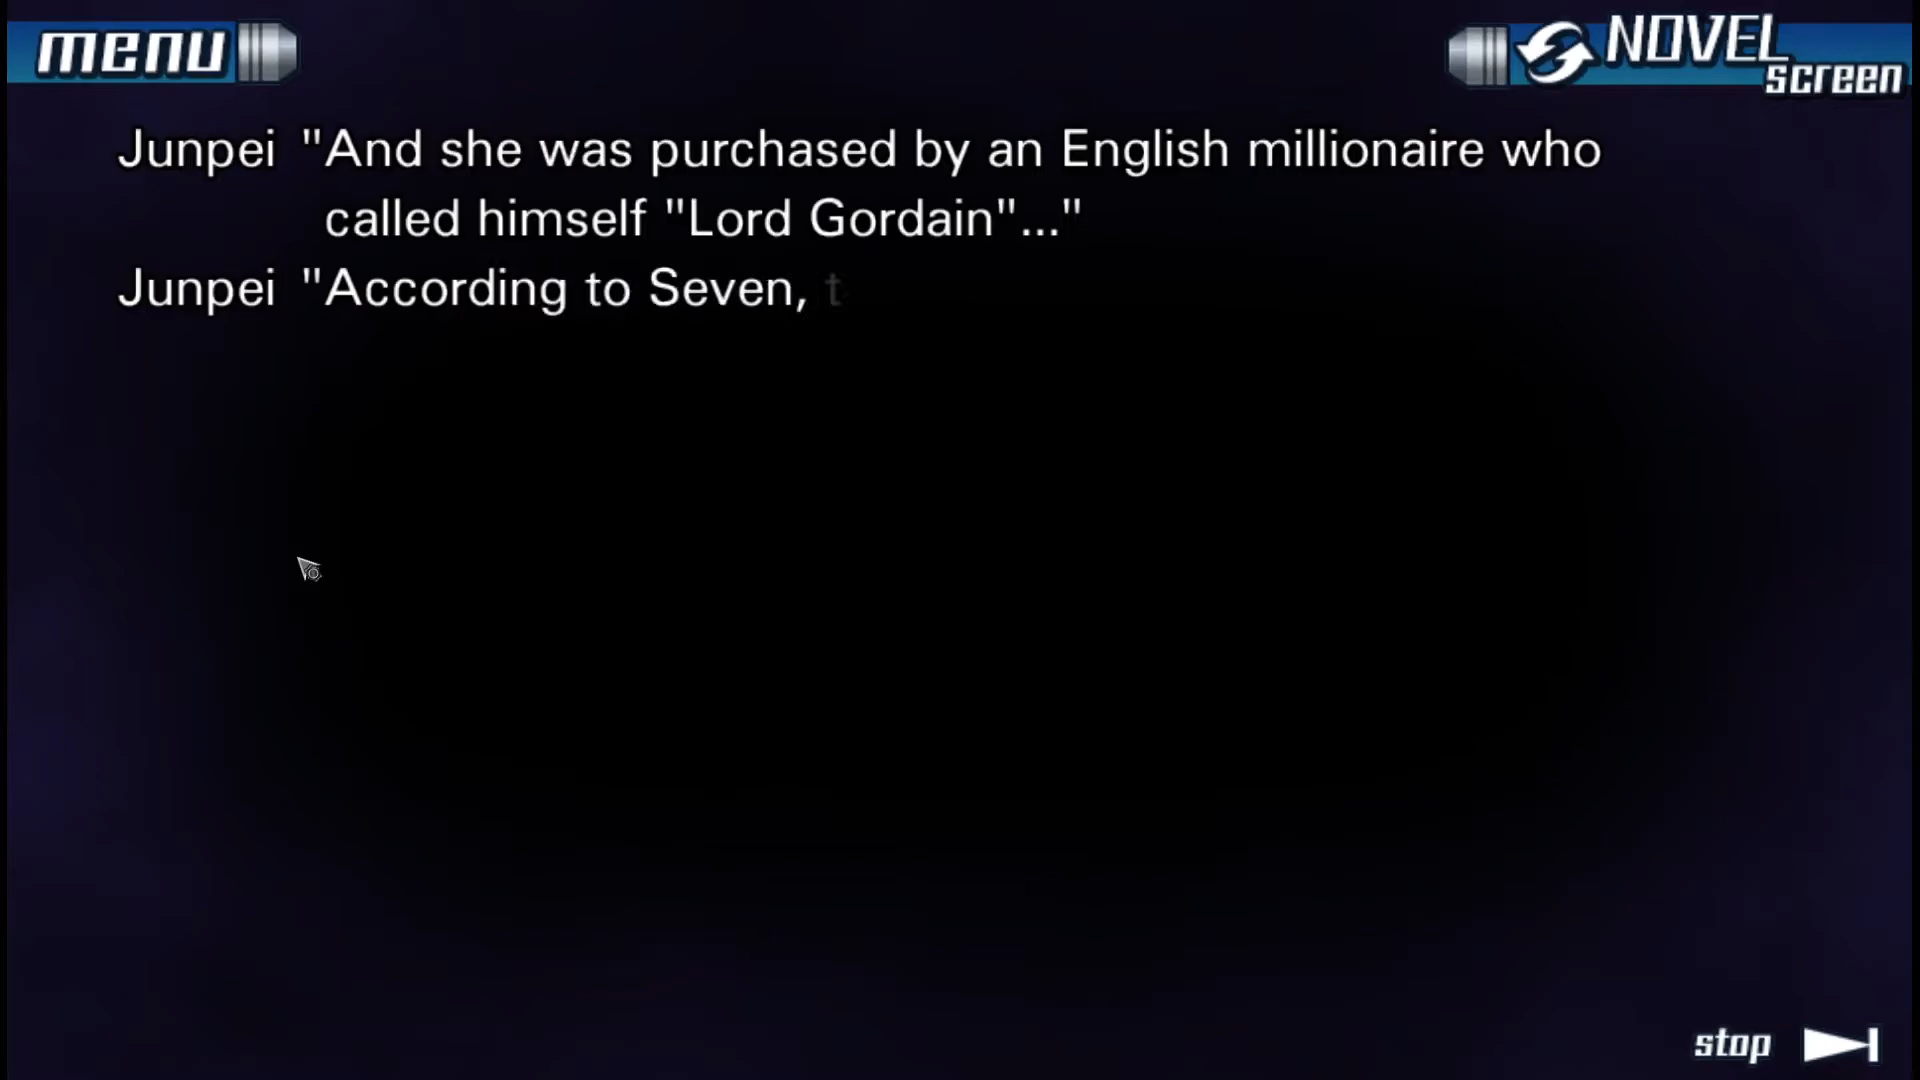 menu
NOVEL
screen
Junpei "And she was purchased by an English millionaire who
called himself "Lord Gordain"..."
Junpei "According to Seven, t
stop